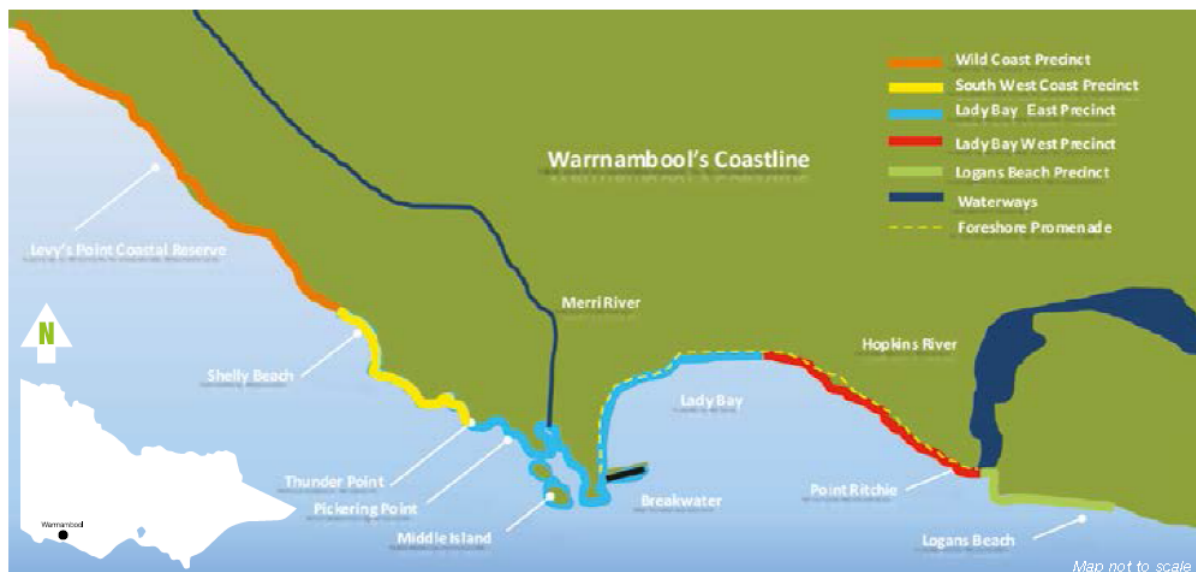 Wild Coast Precinct
South West Coast Precinct
Lady Bay East Precinct
Lady Bay West Precinct
Logans Beach Precinct
Waterways
Foreshore Promenade
Warrnambool's Coastline
Levy's Point Coastal Reserve
Merri River
N
Hopkins River
Shelly Beach
Lady Bay
Thunder Point
Pickering Point
Middle Island
Breakwater
Point Ritchie
Logans Beach
Warrnambool
Map not to scale